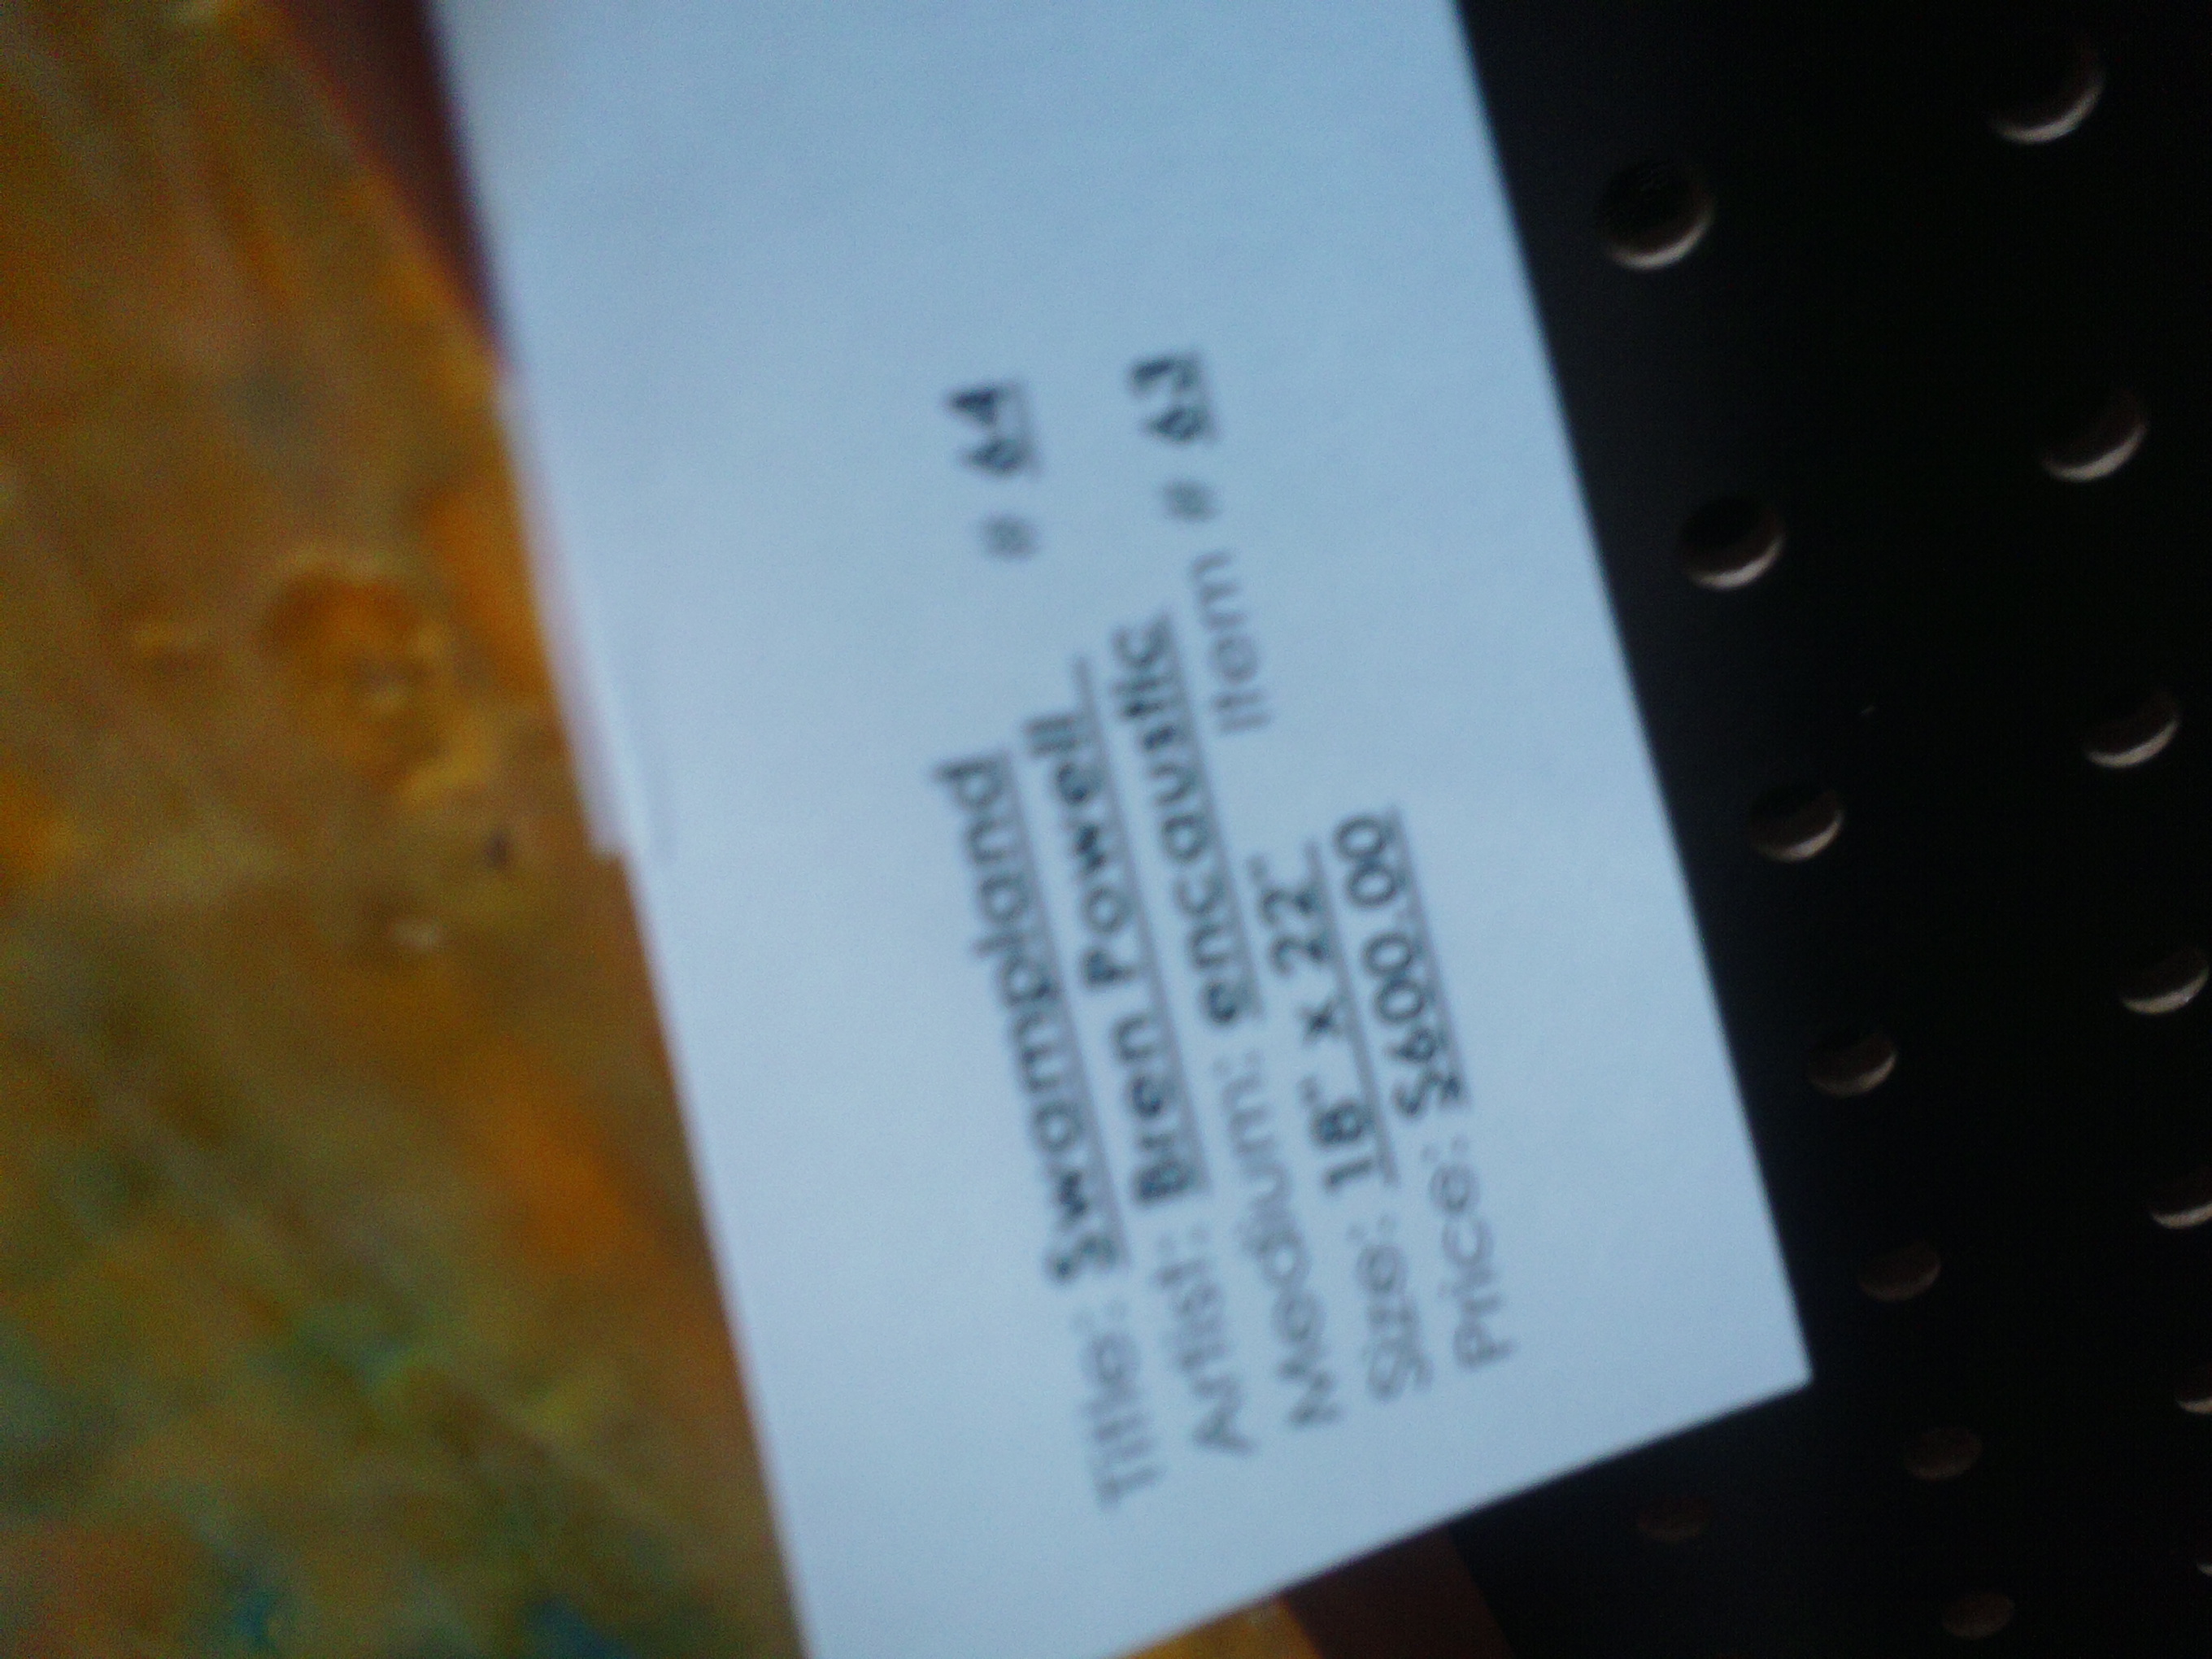 Title: Swampland # 64
Artist: Bren Powell
Medium: encaustic
Size: 18" x 22" Item # 63
Price: $600.00